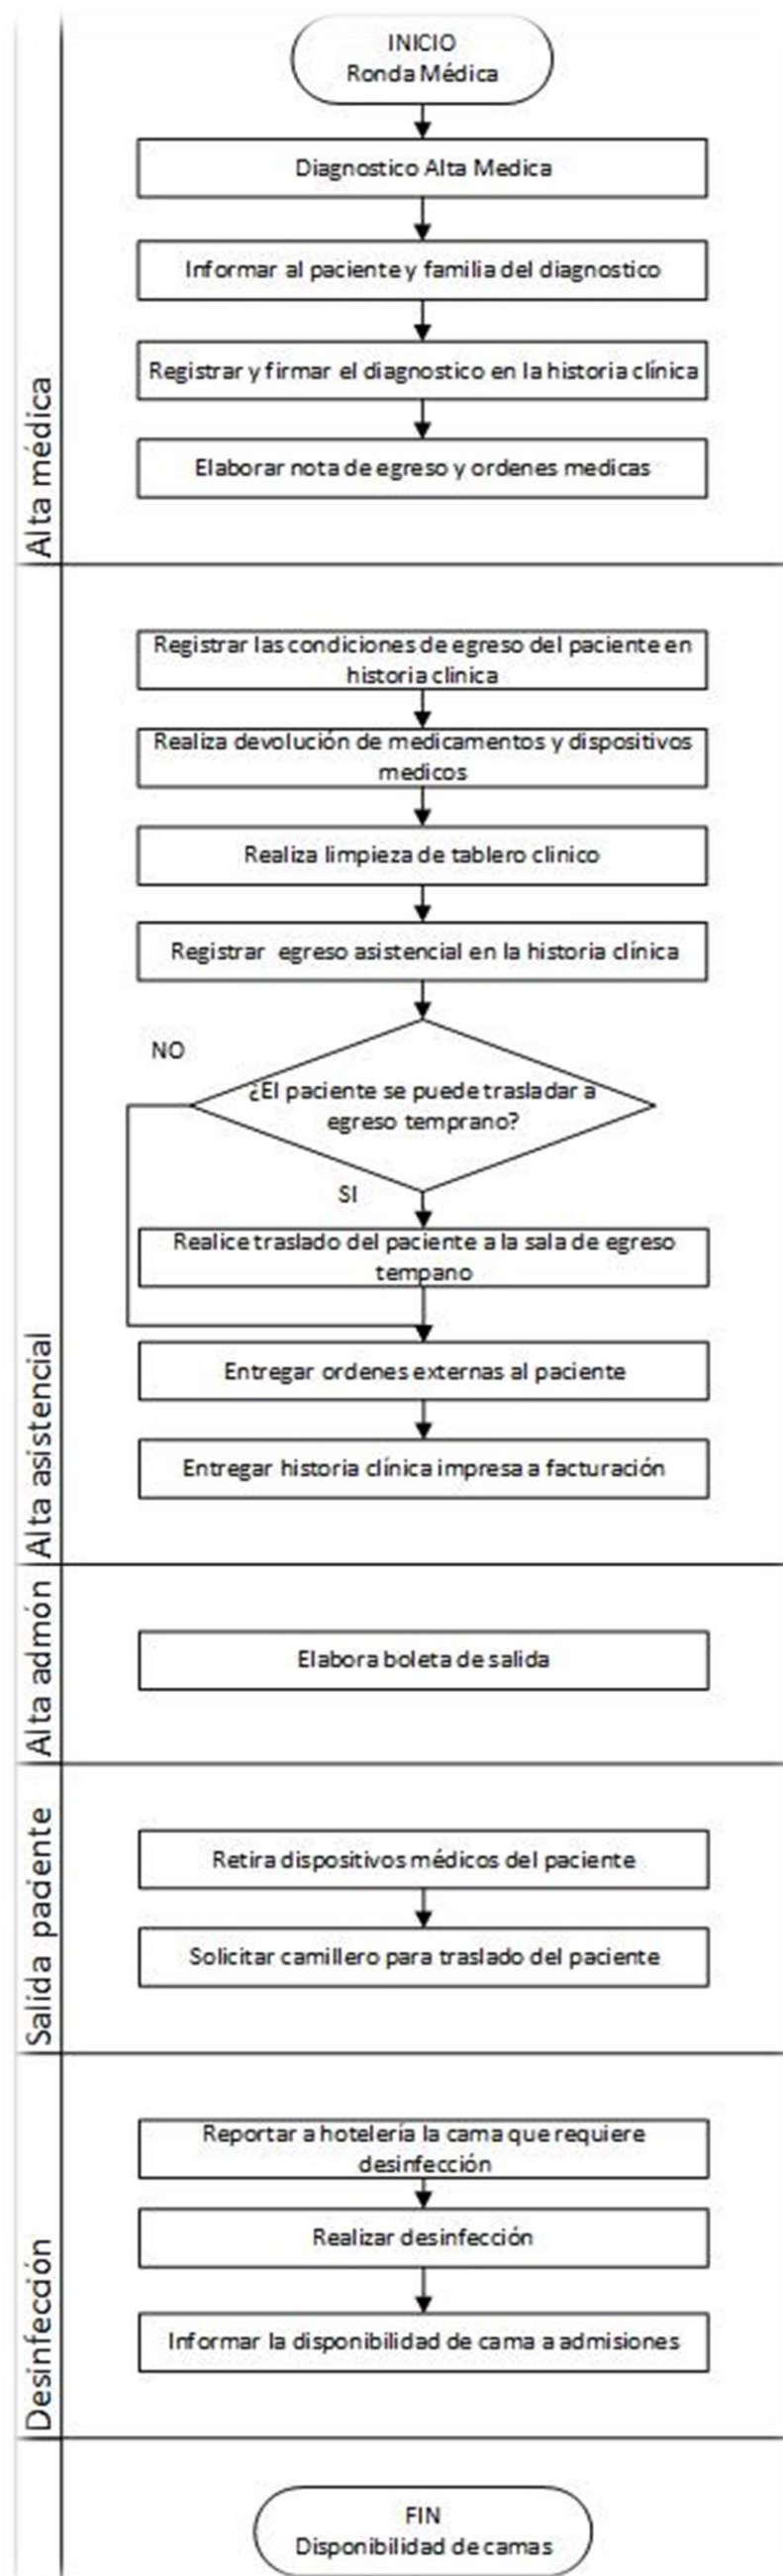 INICIO
Ronda Médica
Diagnostico Alta Medica
Informar al paciente y familia del diagnostico
Registrar y firmar el diagnostico en la historia clínica
Elaborar nota de egreso y ordenes medicas
Alta médica
Registrar las condiciones de egreso del paciente en
historia clinica
Realiza devolución de medicamentos y dispositivos
medicos
Realiza limpieza de tablero clinico
Registrar egreso asistencial en la historia clínica
NO
¿El paciente se puede trasladar a
egreso temprano?
SI
Realice traslado del paciente a la sala de egreso
tempano
Entregar ordenes externas al paciente
Entregar historia clínica impresa a facturación
Alta asistencial
Elabora boleta de salida
Alta admón
Retira dispositivos médicos del paciente
Solicitar camillero para traslado del paciente
Salida paciente
Reportar a hotelería la cama que requiere
desinfección
Realizar desinfección
Informar la disponibilidad de cama a admisiones
Desinfección
FIN
Disponibilidad de camas